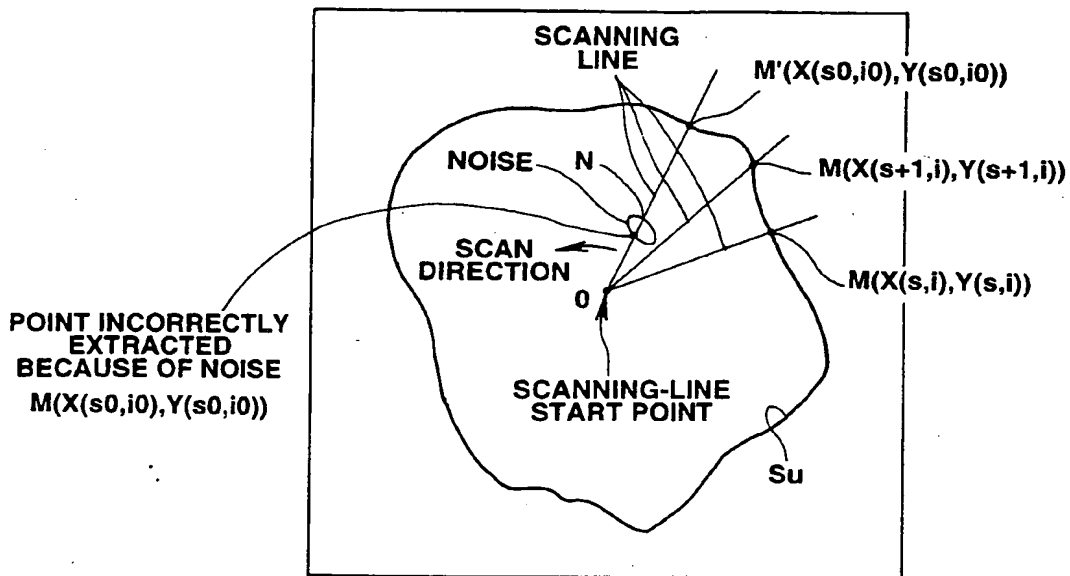 SCANNING
LINE
M'(X(s0,i0),Y(s0,i0))
NOISE
N
M(X(s+1,i),Y(s+1,i))
SCAN
DIRECTION
0
M(X(s,i),Y(s,i))
POINT INCORRECTLY
EXTRACTED
BECAUSE OF NOISE
M(X(s0,i0),Y(s0,i0))
SCANNING-LINE
START POINT
Su